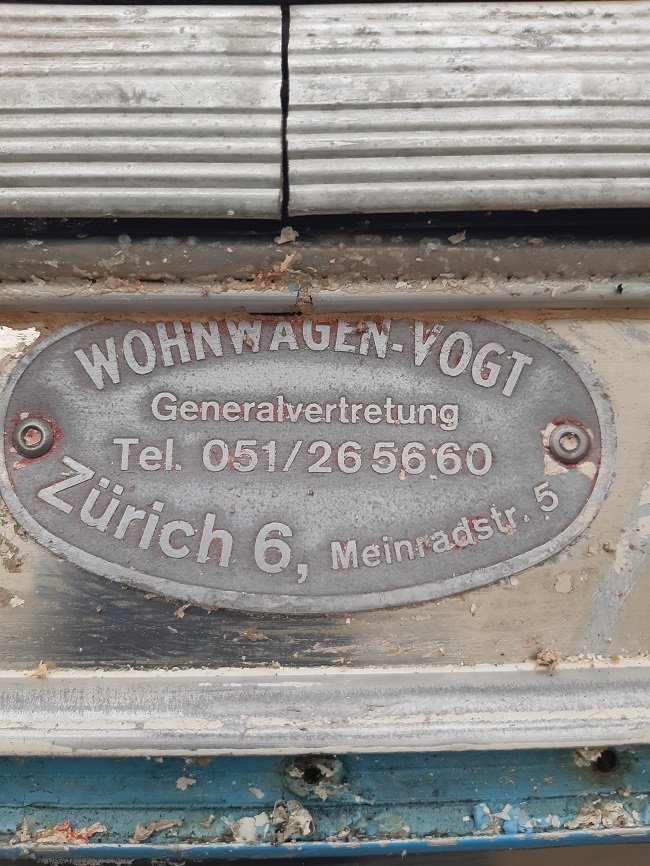 WOHNWAGEN-VOGT
Generalvertretung
Tel. 051/26 56 60
Zürich 6, Meinradstr. 5